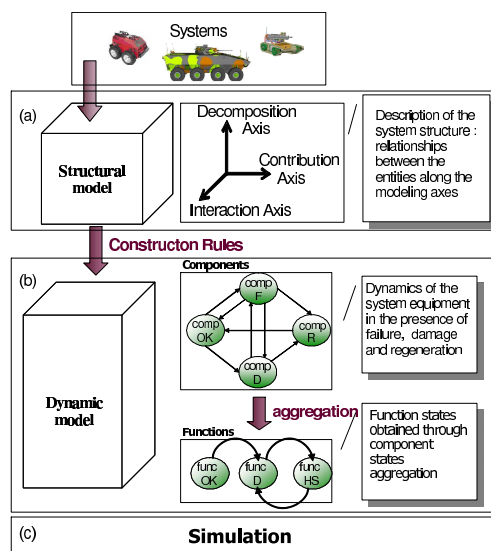 Systems
(a)
Structural model
Decomposition
Axis
Contribution
Axis
Interaction Axis
Description of the
system structure :
relationships
between the
entities along the
modeling axes
Constructon Rules
(b)
Dynamic
model
Components
comp
F
comp
OK
comp
R
comp
D
Dynamics of the
system equipment
in the presence of
failure, damage
and regeneration
aggregation
Functions
func
OK
func
D
func
HS
Function states
obtained through
component
states
aggregation
(c)
Simulation